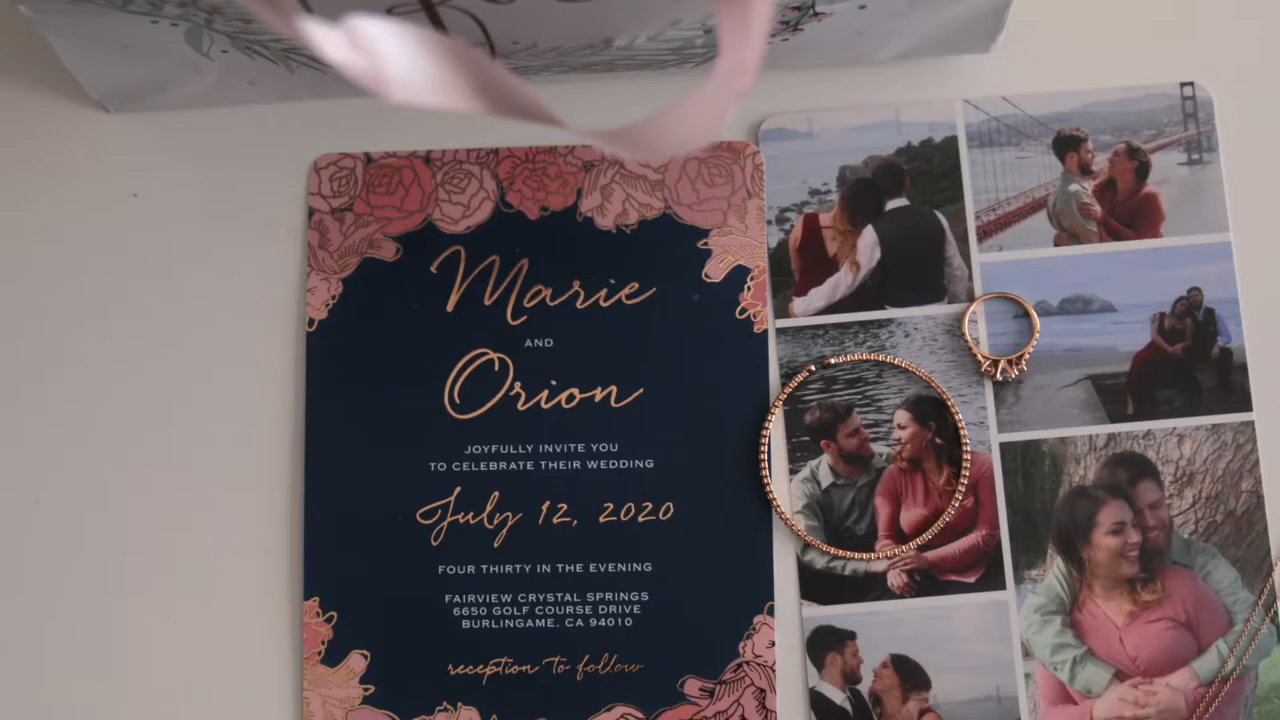 Marie
AND
Orion
JOYFULLY INVITE YOU
TO CELEBRATE THEIR WEDDING
July 12, 2020
FOUR THIRTY IN THE EVENING
FAIRVIEW CRYSTAL SPRINGS
6650 GOLF COURSE DRIVE
BURLINGAME, CA 94010
reception to follow